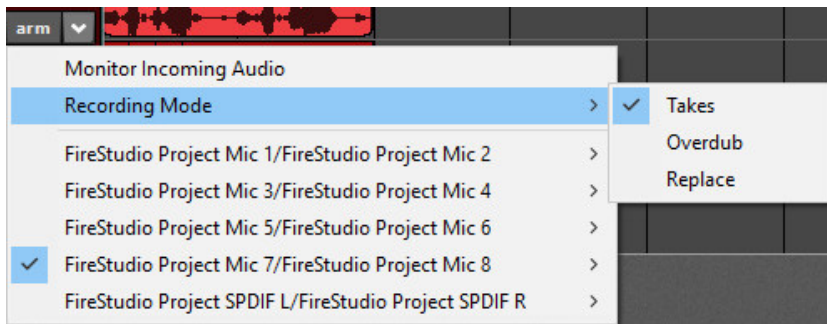 arm
Monitor Incoming Audio
Recording Mode
Takes
Overdub
Replace
FireStudio Project Mic 1/FireStudio Project Mic 2
FireStudio Project Mic 3/FireStudio Project Mic 4
FireStudio Project Mic 5/FireStudio Project Mic 6
FireStudio Project Mic 7/FireStudio Project Mic 8
FireStudio Project SPDIF L/FireStudio Project SPDIF R